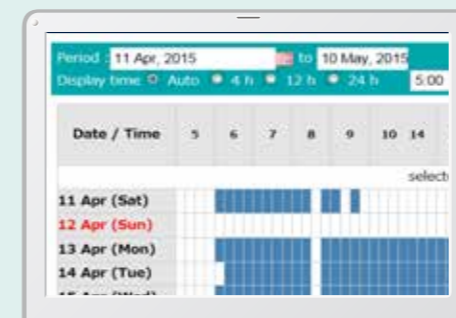 Period : 11 Apr, 2015 to 10 May, 2015
Display time Auto 4 h 12 h 24 h 5:00
Date / Time 5 6 7 8 9 10 14
11 Apr (Sat)
12 Apr (Sun)
13 Apr (Mon)
14 Apr (Tue)